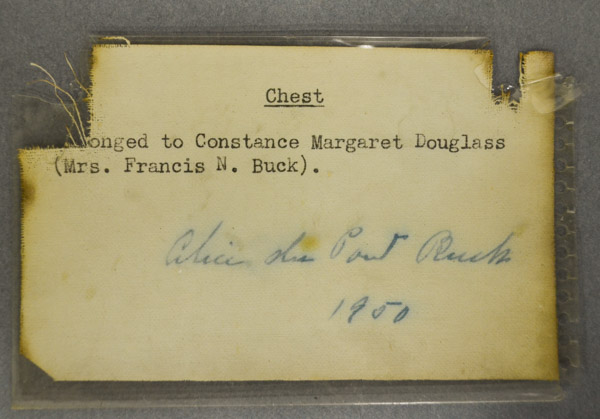 Chest
longed to Constance Margaret Douglass
(Mrs. Francis N. Buck).
Alice du Pont Buck
1950